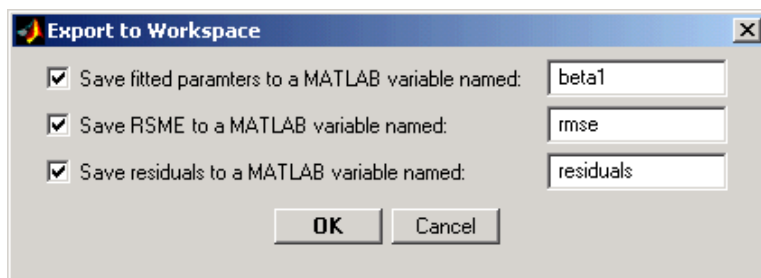 Export to Workspace
Save fitted paramters to a MATLAB variable named: beta1
Save RSME to a MATLAB variable named: rmse
Save residuals to a MATLAB variable named: residuals
OK Cancel